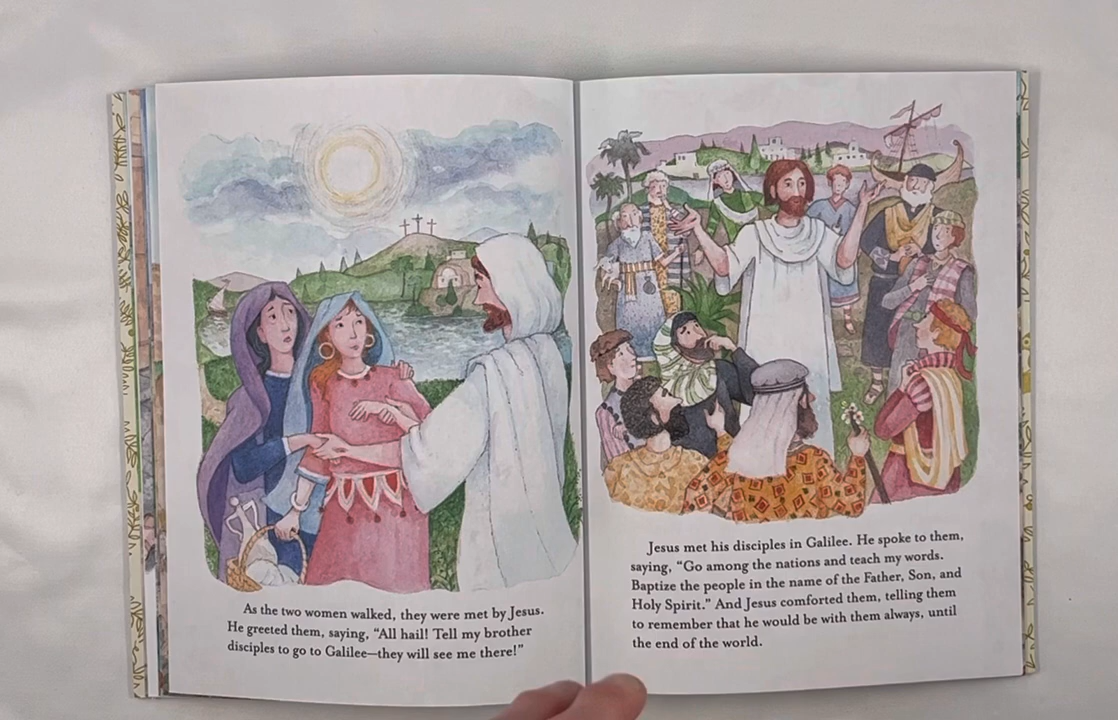 As the two women walked, they were met by Jesus.
He greeted them, saying, “All hail! Tell my brother
disciples to go to Galilee—they will see me there!”
Jesus met his disciples in Galilee. He spoke to them,
saying, “Go among the nations and teach my words.
Baptize the people in the name of the Father, Son, and
Holy Spirit.” And Jesus comforted them, telling them
to remember that he would be with them always, until
the end of the world.